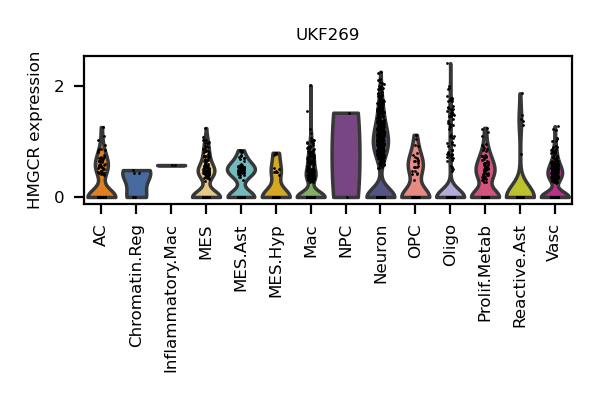 UKF269
HMGCR expression
2
0
AC
Chromatin.Reg
Inflammatory.Mac
MES
MES.Ast
MES.Hyp
Mac
NPC
Neuron
OPC
Oligo
Prolif.Metab
Reactive.Ast
Vasc